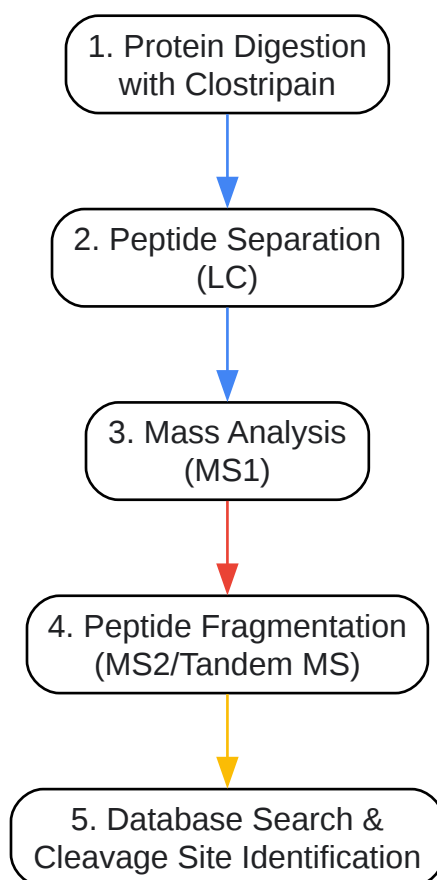 1. Protein Digestion
with Clostripain
2. Peptide Separation
(LC)
3. Mass Analysis
(MS1)
4. Peptide Fragmentation
(MS2/Tandem MS)
5. Database Search &
Cleavage Site Identification